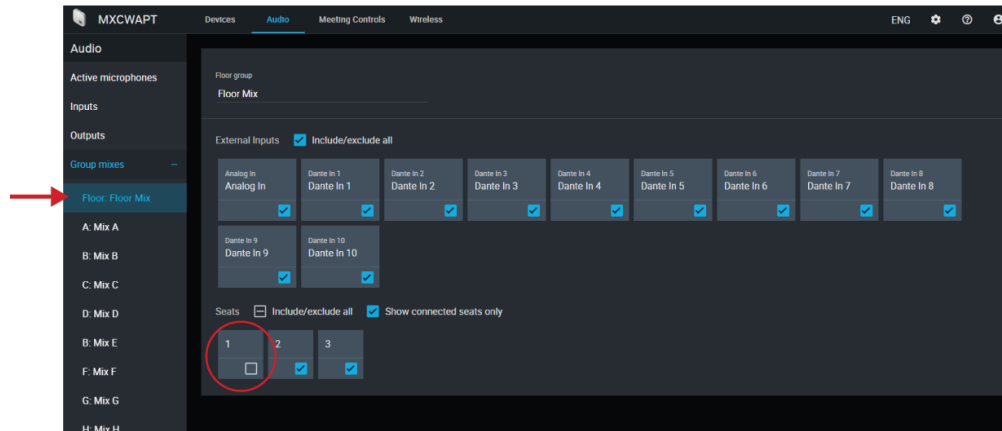 MXCWAPT Devices Audio Meeting Controls Wireless ENG
Audio
Active microphones
Inputs
Outputs
Group mixes
Floor: Floor Mix
A: Mix A
B: Mix B
C: Mix C
D: Mix D
B: Mix E
F: Mix F
G: Mix G
H: Mix H
Floor group
Floor Mix
External Inputs Include/exclude all
Analog In Dante In 1 Dante In 2 Dante In 3 Dante In 4 Dante In 5 Dante In 6 Dante In 7 Dante In 8
Analog In Dante In 1 Dante In 2 Dante In 3 Dante In 4 Dante In 5 Dante In 6 Dante In 7 Dante In 8
Dante In 9 Dante In 10
Dante In 9 Dante In 10
Seats Include/exclude all Show connected seats only
1 2 3